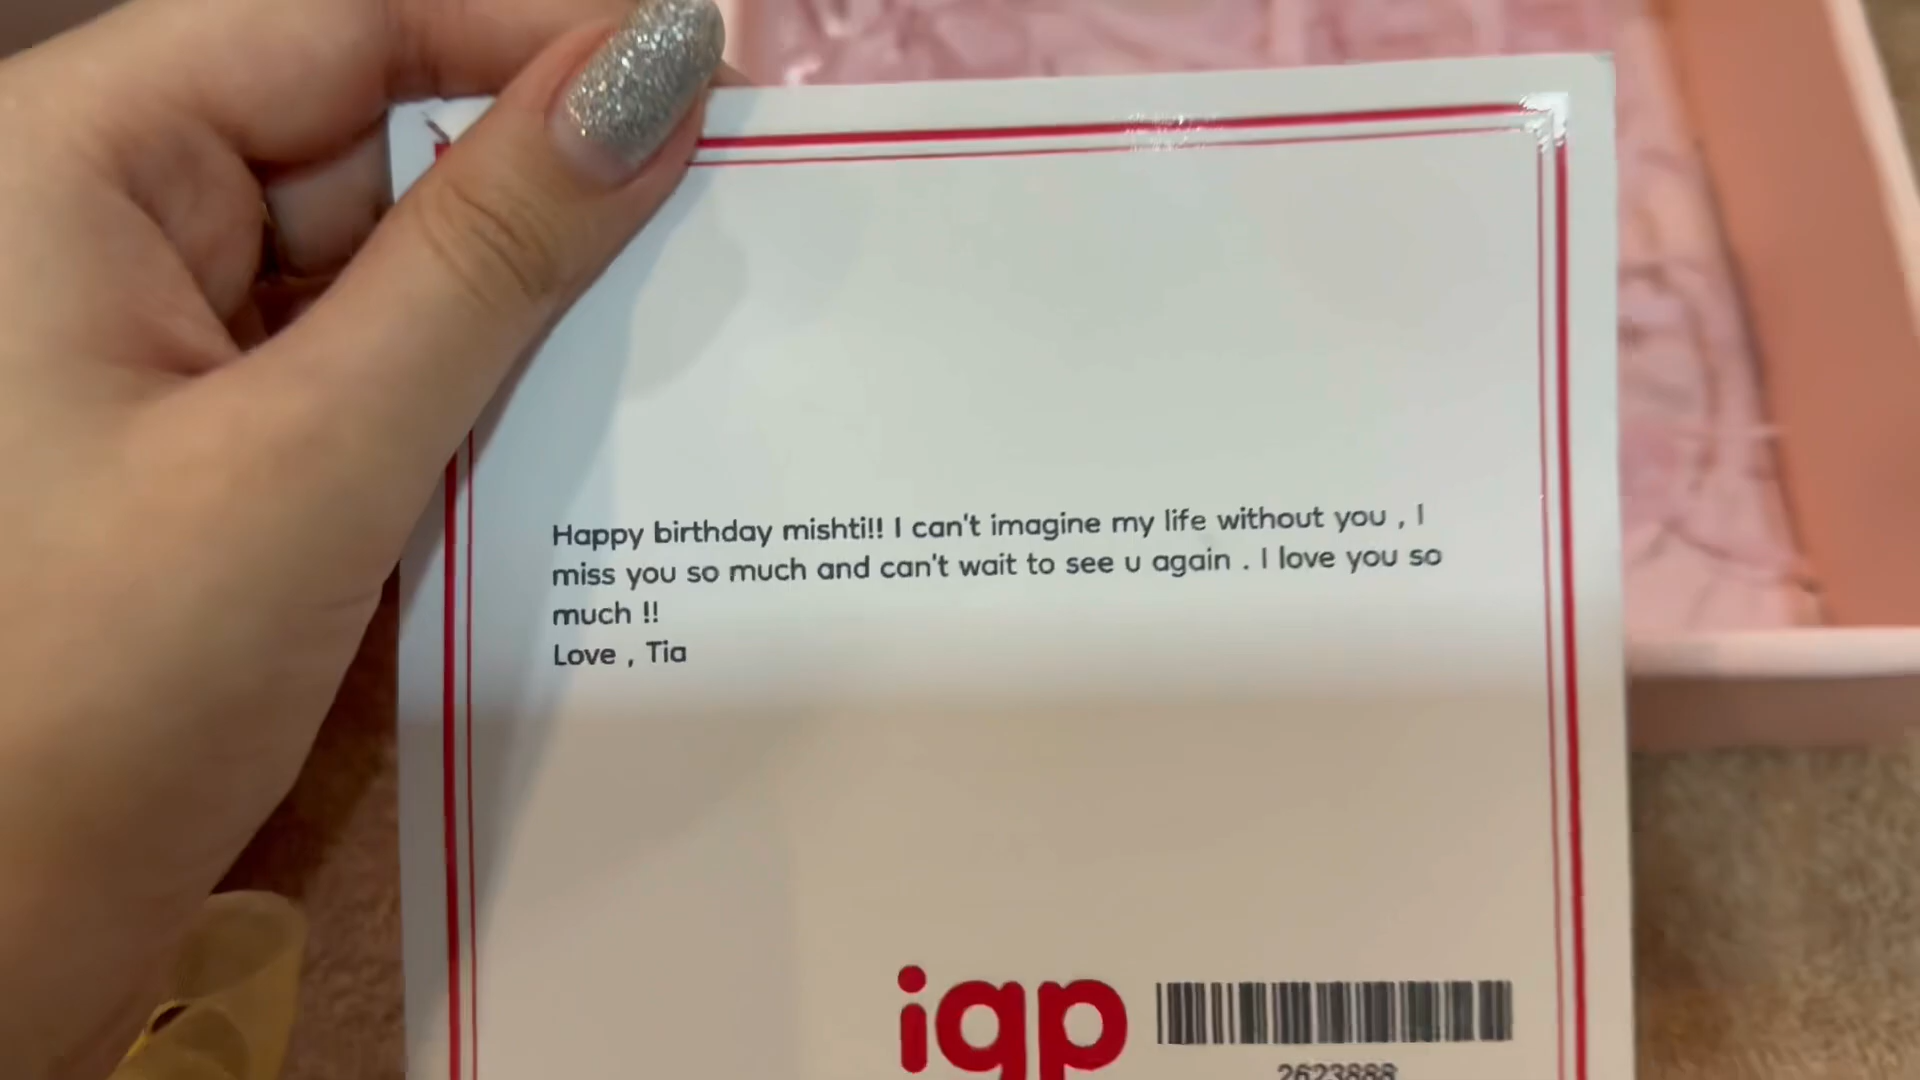 Happy birthday mishti!! I can't imagine my life without you , I
miss you so much and can't wait to see u again . I love you so
much !!
Love , Tia
igp
2623888